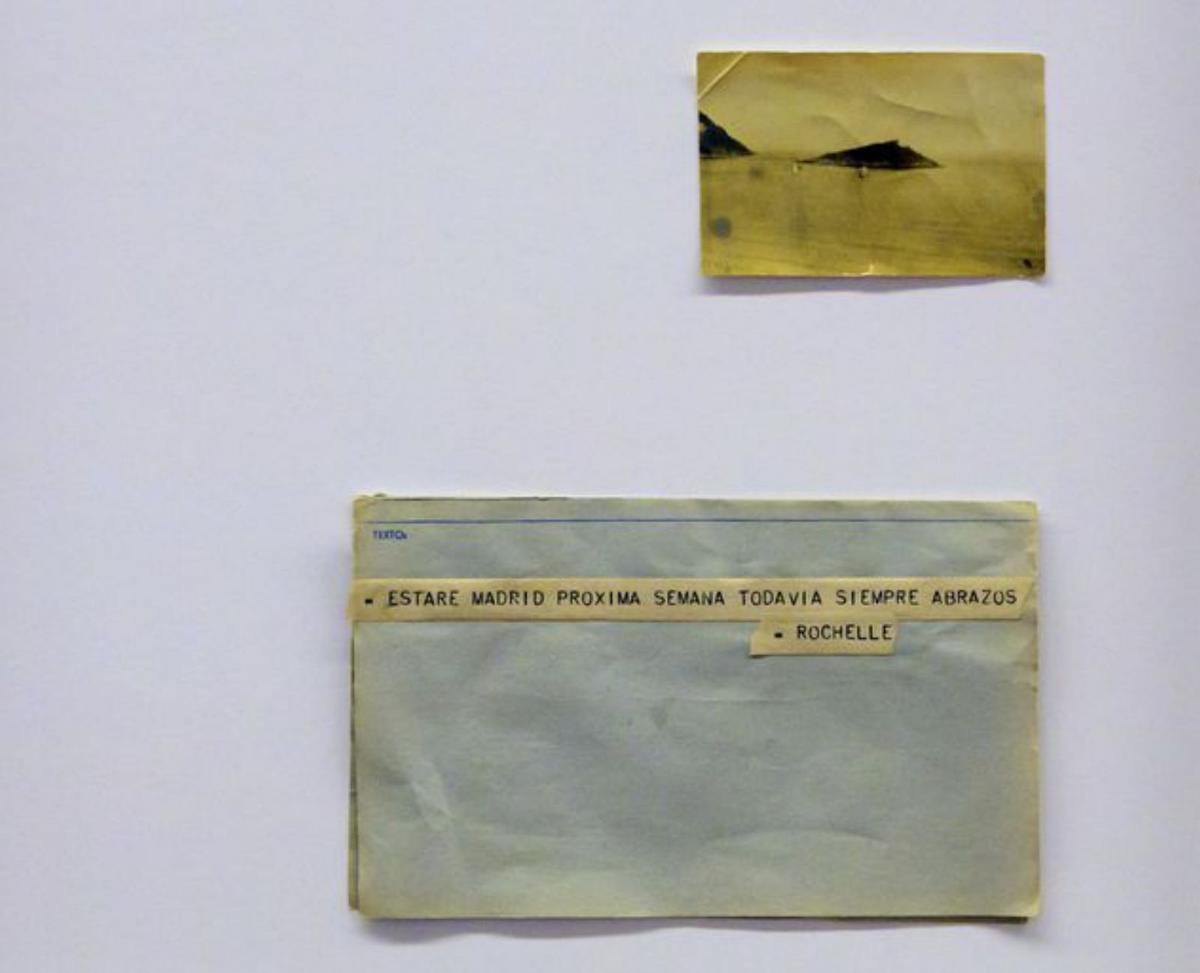 TEXTO:
= ESTARE MADRID PROXIMA SEMANA TODAVIA SIEMPRE ABRAZOS
= ROCHELLE